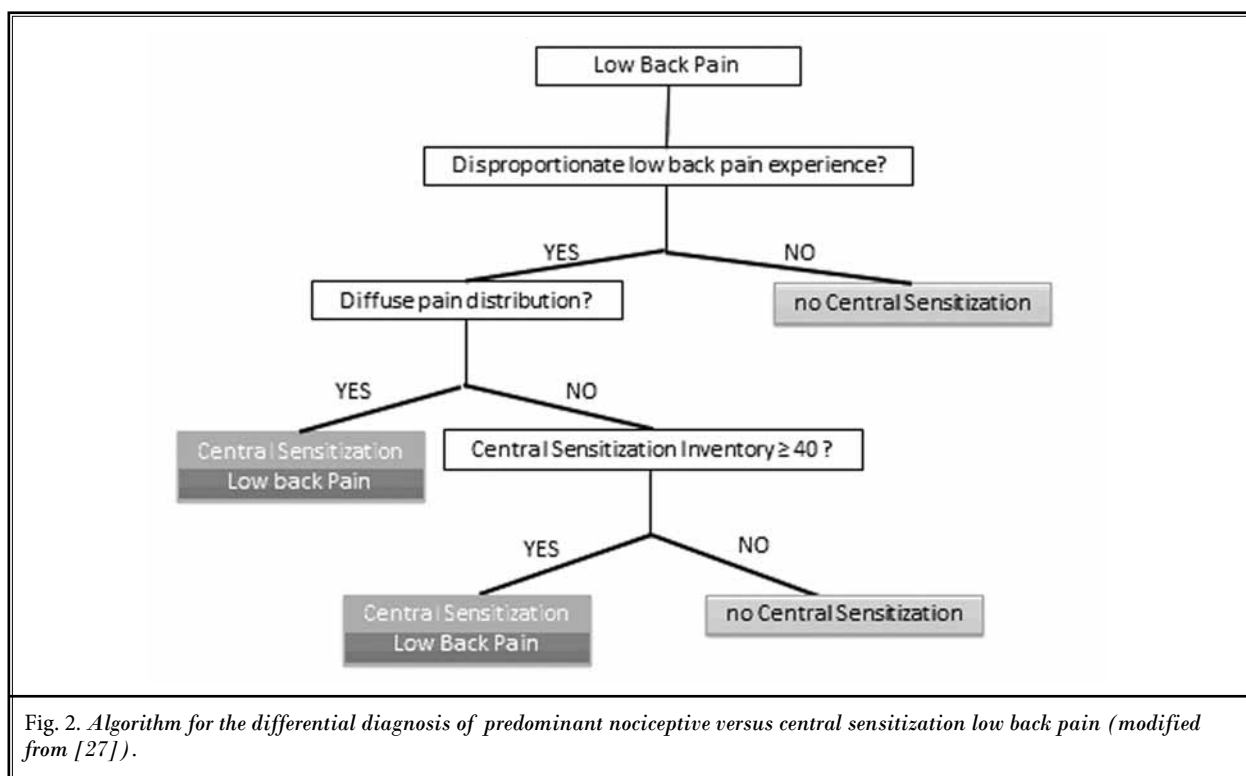 Low Back Pain
Disproportionate low back pain experience?
YES
NO
Diffuse pain distribution?
no Central Sensitization
YES
NO
Central Sensitization
Low back Pain
Central Sensitization Inventory ≥ 40 ?
YES
NO
Central Sensitization
Low Back Pain
no Central Sensitization
Fig. 2. Algorithm for the differential diagnosis of predominant nociceptive versus central sensitization low back pain (modified
from [27]).